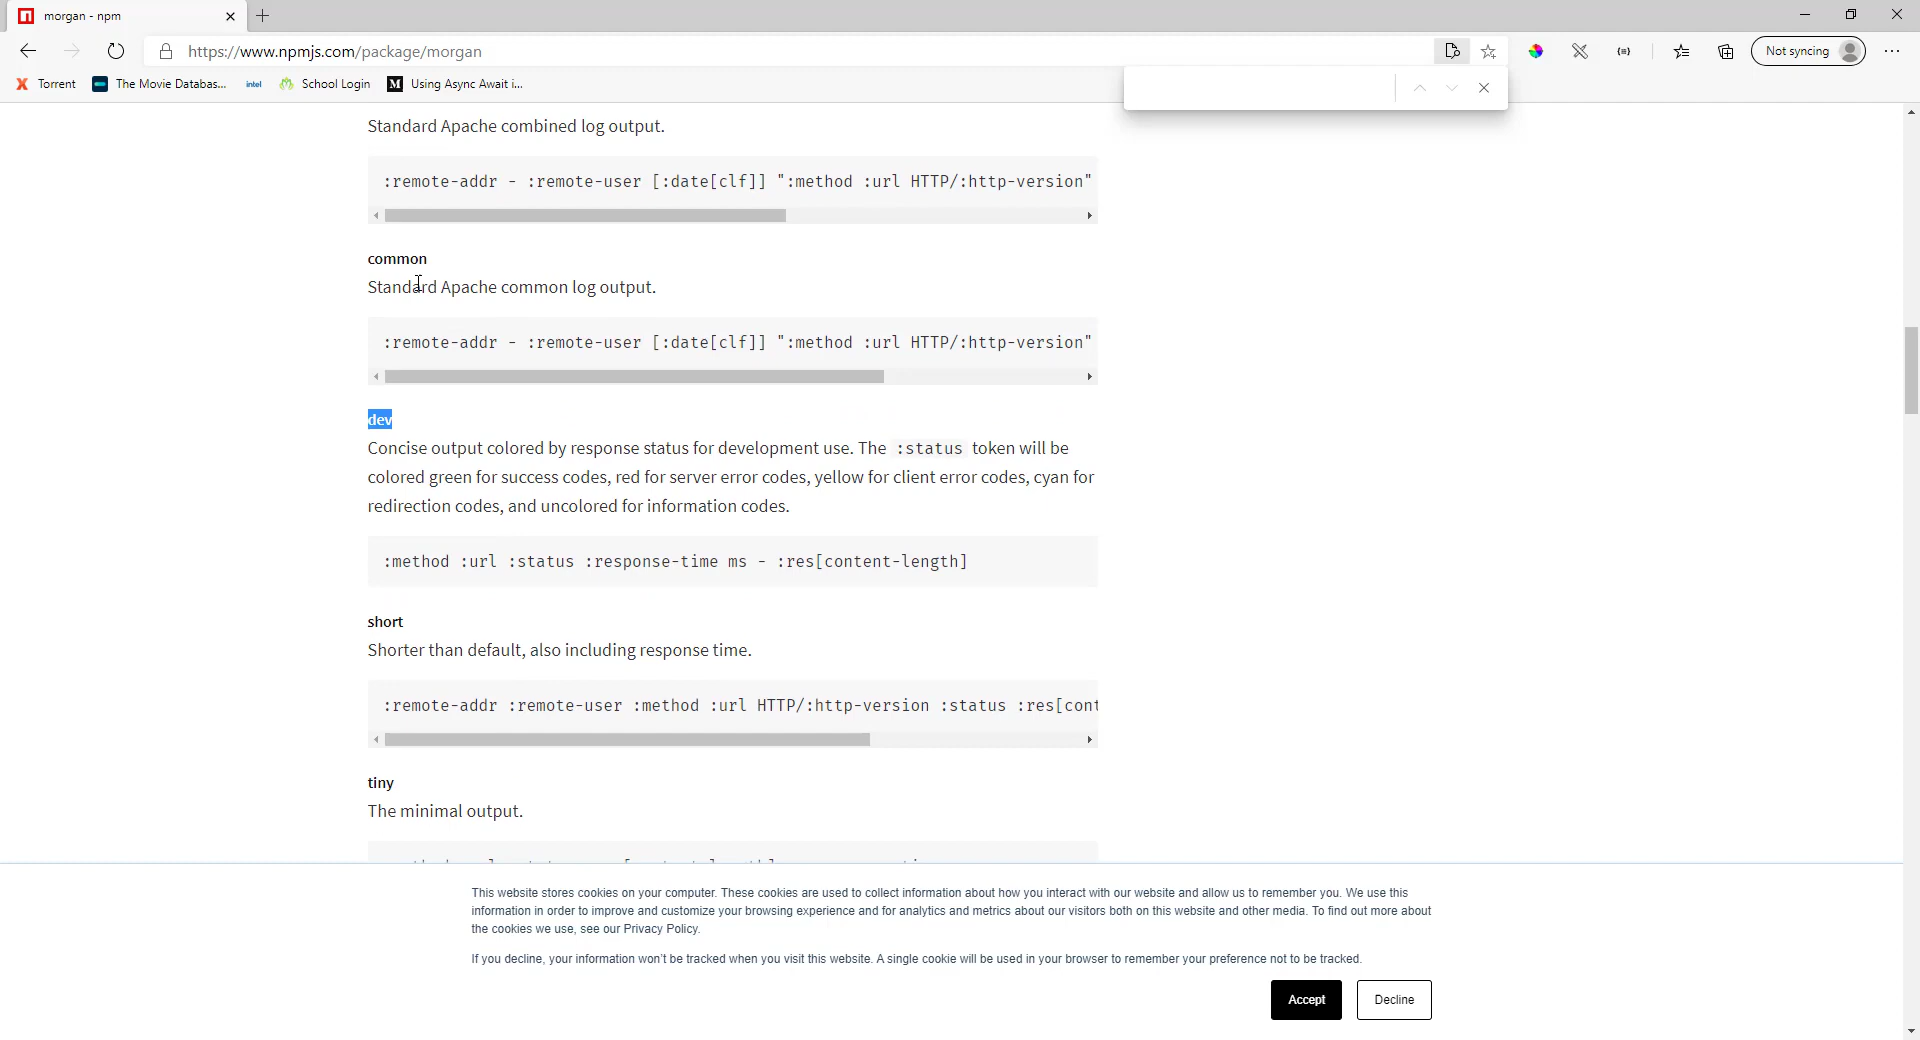 morgan - npm
https://www.npmjs.com/package/morgan
Not syncing
Torrent
The Movie Databas...
intel
School Login
M
Using Async Await i...
Standard Apache combined log output.
:remote-addr - :remote-user [:date[clf]] ":method :url HTTP/:http-version"
common
Standard Apache common log output.
:remote-addr - :remote-user [:date[clf]] ":method :url HTTP/:http-version"
dev
Concise output colored by response status for development use. The :status token will be
colored green for success codes, red for server error codes, yellow for client error codes, cyan for
redirection codes, and uncolored for information codes.
:method :url :status :response-time ms - :res[content-length]
short
Shorter than default, also including response time.
:remote-addr :remote-user :method :url HTTP/:http-version :status :res[cont
tiny
The minimal output.
This website stores cookies on your computer. These cookies are used to collect information about how you interact with our website and allow us to remember you. We use this
information in order to improve and customize your browsing experience and for analytics and metrics about our visitors both on this website and other media. To find out more about
the cookies we use, see our Privacy Policy.
If you decline, your information won't be tracked when you visit this website. A single cookie will be used in your browser to remember your preference not to be tracked.
Accept
Decline